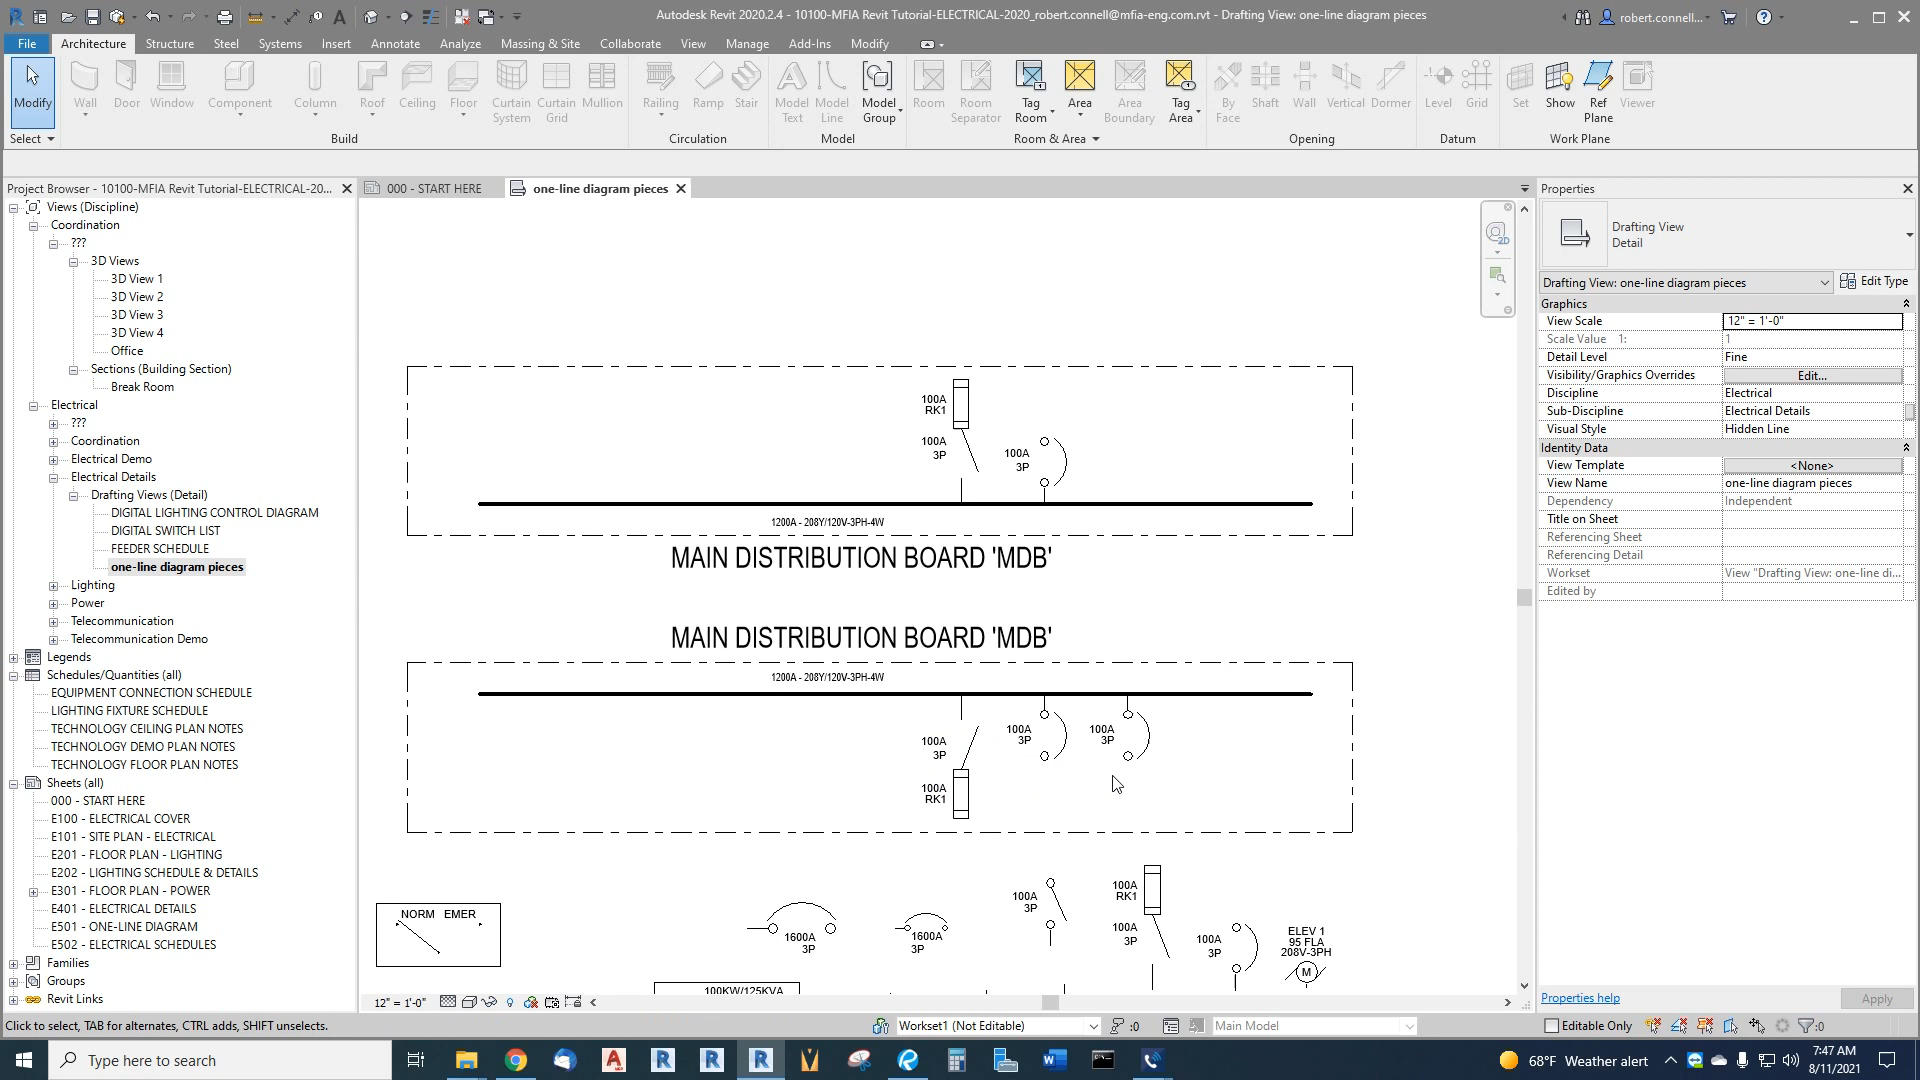 Autodesk Revit 2020.2.4 - 10100-MFIA Revit Tutorial-ELECTRICAL-2020_robert.connell@mfia-eng.com.rvt - Drafting View: one-line diagram pieces
robert.connell...
File Architecture Structure Steel Systems Insert Annotate Analyze Massing & Site Collaborate View Manage Add-Ins Modify
Modify Wall Door Window Component Column Roof Ceiling Floor Curtain System Curtain Grid Mullion Railing Ramp Stair Model Text Model Line Model Group Room Room Separator Tag Room Area Area Boundary Tag Area By Face Shaft Wall Vertical Dormer Level Grid Set Show Ref Plane Viewer
Select Build Circulation Model Room & Area Opening Datum Work Plane
Project Browser - 10100-MFIA Revit Tutorial-ELECTRICAL-20...
Views (Discipline)
Coordination
???
3D Views
3D View 1
3D View 2
3D View 3
3D View 4
Office
Sections (Building Section)
Break Room
Electrical
???
Coordination
Electrical Demo
Electrical Details
Drafting Views (Detail)
DIGITAL LIGHTING CONTROL DIAGRAM
DIGITAL SWITCH LIST
FEEDER SCHEDULE
one-line diagram pieces
Lighting
Power
Telecommunication
Telecommunication Demo
Legends
Schedules/Quantities (all)
EQUIPMENT CONNECTION SCHEDULE
LIGHTING FIXTURE SCHEDULE
TECHNOLOGY CEILING PLAN NOTES
TECHNOLOGY DEMO PLAN NOTES
TECHNOLOGY FLOOR PLAN NOTES
Sheets (all)
000 - START HERE
E100 - ELECTRICAL COVER
E101 - SITE PLAN - ELECTRICAL
E201 - FLOOR PLAN - LIGHTING
E202 - LIGHTING SCHEDULE & DETAILS
E301 - FLOOR PLAN - POWER
E401 - ELECTRICAL DETAILS
E501 - ONE-LINE DIAGRAM
E502 - ELECTRICAL SCHEDULES
Families
Groups
Revit Links
000 - START HERE
one-line diagram pieces
2D
100A
RK1
100A
3P
100A
3P
1200A - 208Y/120V-3PH-4W
MAIN DISTRIBUTION BOARD 'MDB'
MAIN DISTRIBUTION BOARD 'MDB'
1200A - 208Y/120V-3PH-4W
100A
3P
100A
RK1
100A
3P
100A
3P
NORM EMER
1600A
3P
1600A
3P
100A
3P
100A
RK1
100A
3P
100A
3P
ELEV 1
95 FLA
208V-3PH
M
100KW/125KVA
12" = 1'-0"
Properties
Drafting View
Detail
Drafting View: one-line diagram pieces Edit Type
Graphics
View Scale 12" = 1'-0"
Scale Value 1: 1
Detail Level Fine
Visibility/Graphics Overrides Edit...
Discipline Electrical
Sub-Discipline Electrical Details
Visual Style Hidden Line
Identity Data
View Template <None>
View Name one-line diagram pieces
Dependency Independent
Title on Sheet
Referencing Sheet
Referencing Detail
Workset View "Drafting View: one-line di...
Edited by
Properties help Apply
Click to select, TAB for alternates, CTRL adds, SHIFT unselects.
Workset1 (Not Editable) :0 Main Model Editable Only :0
Type here to search
68°F Weather alert
7:47 AM
8/11/2021